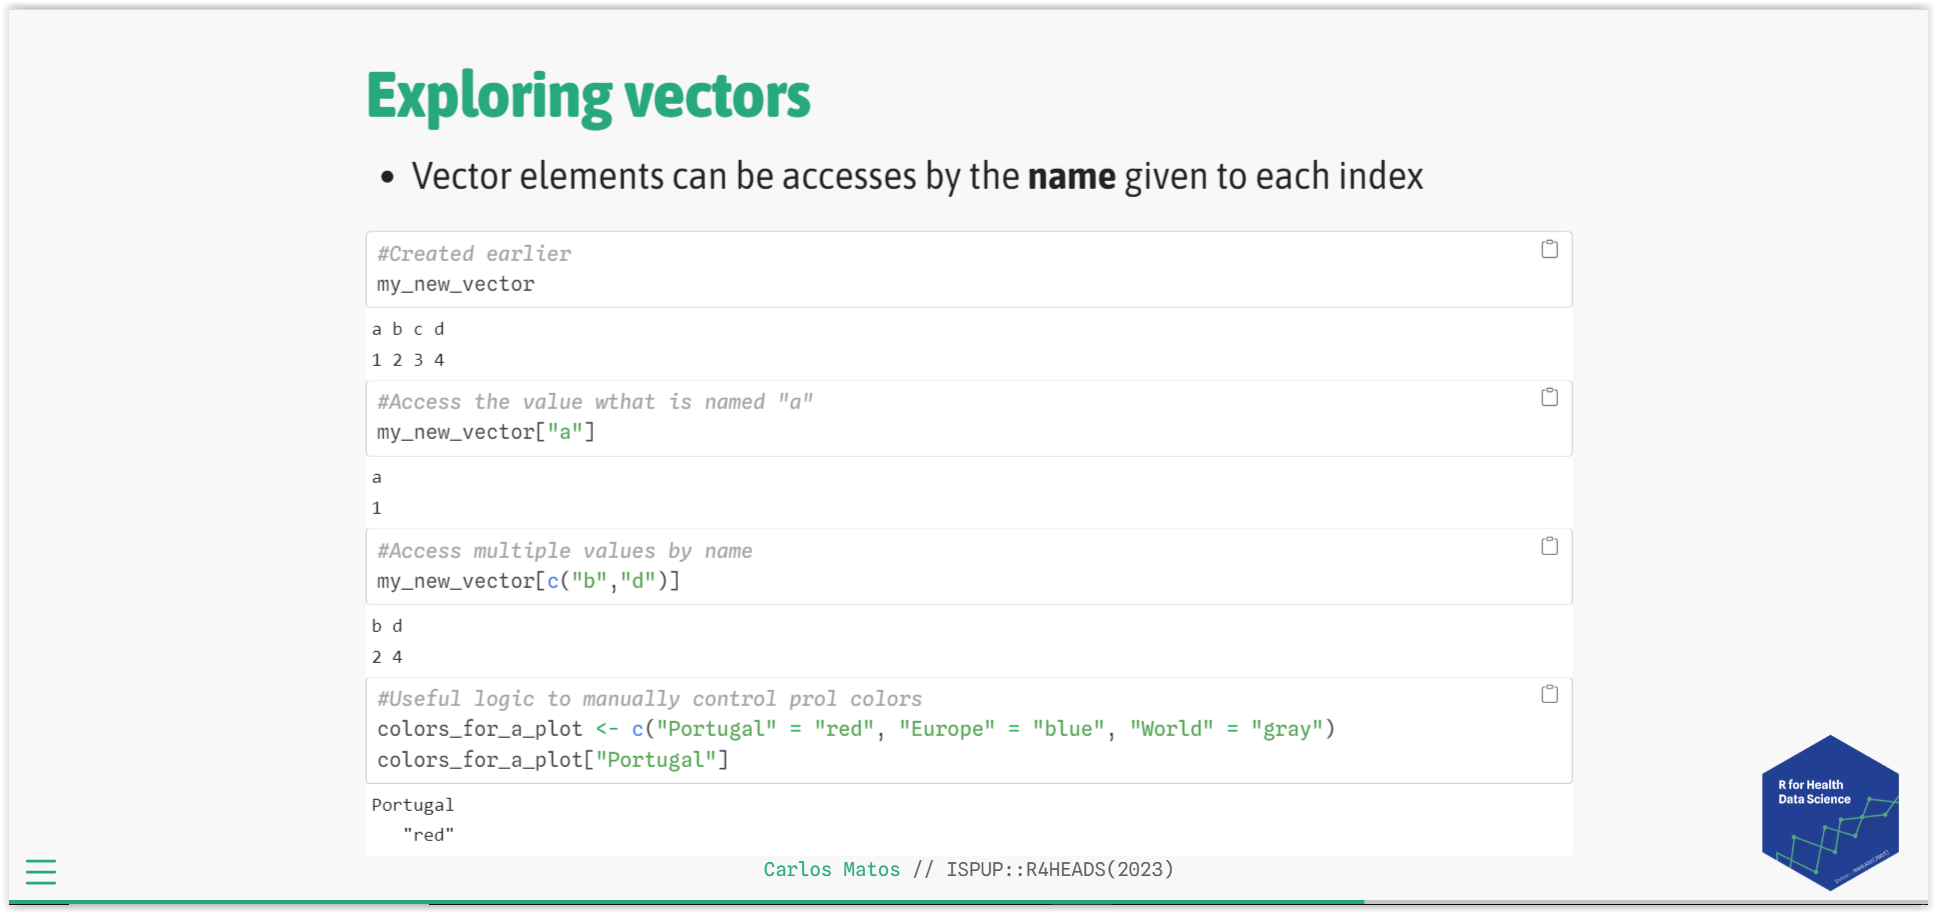 Exploring vectors
• Vector elements can be accesses by the name given to each index
#Created earlier
my_new_vector
a b c d
1 2 3 4
#Access the value wthat is named "a"
my_new_vector["a"]
a
1
#Access multiple values by name
my_new_vector[c("b","d")]
b d
2 4
#Useful logic to manually control prol colors
colors_for_a_plot <- c("Portugal" = "red", "Europe" = "blue", "World" = "gray")
colors_for_a_plot["Portugal"]
Portugal
"red"
R for Health
Data Science
Carlos Matos // ISPUP::R4HEADS(2023)